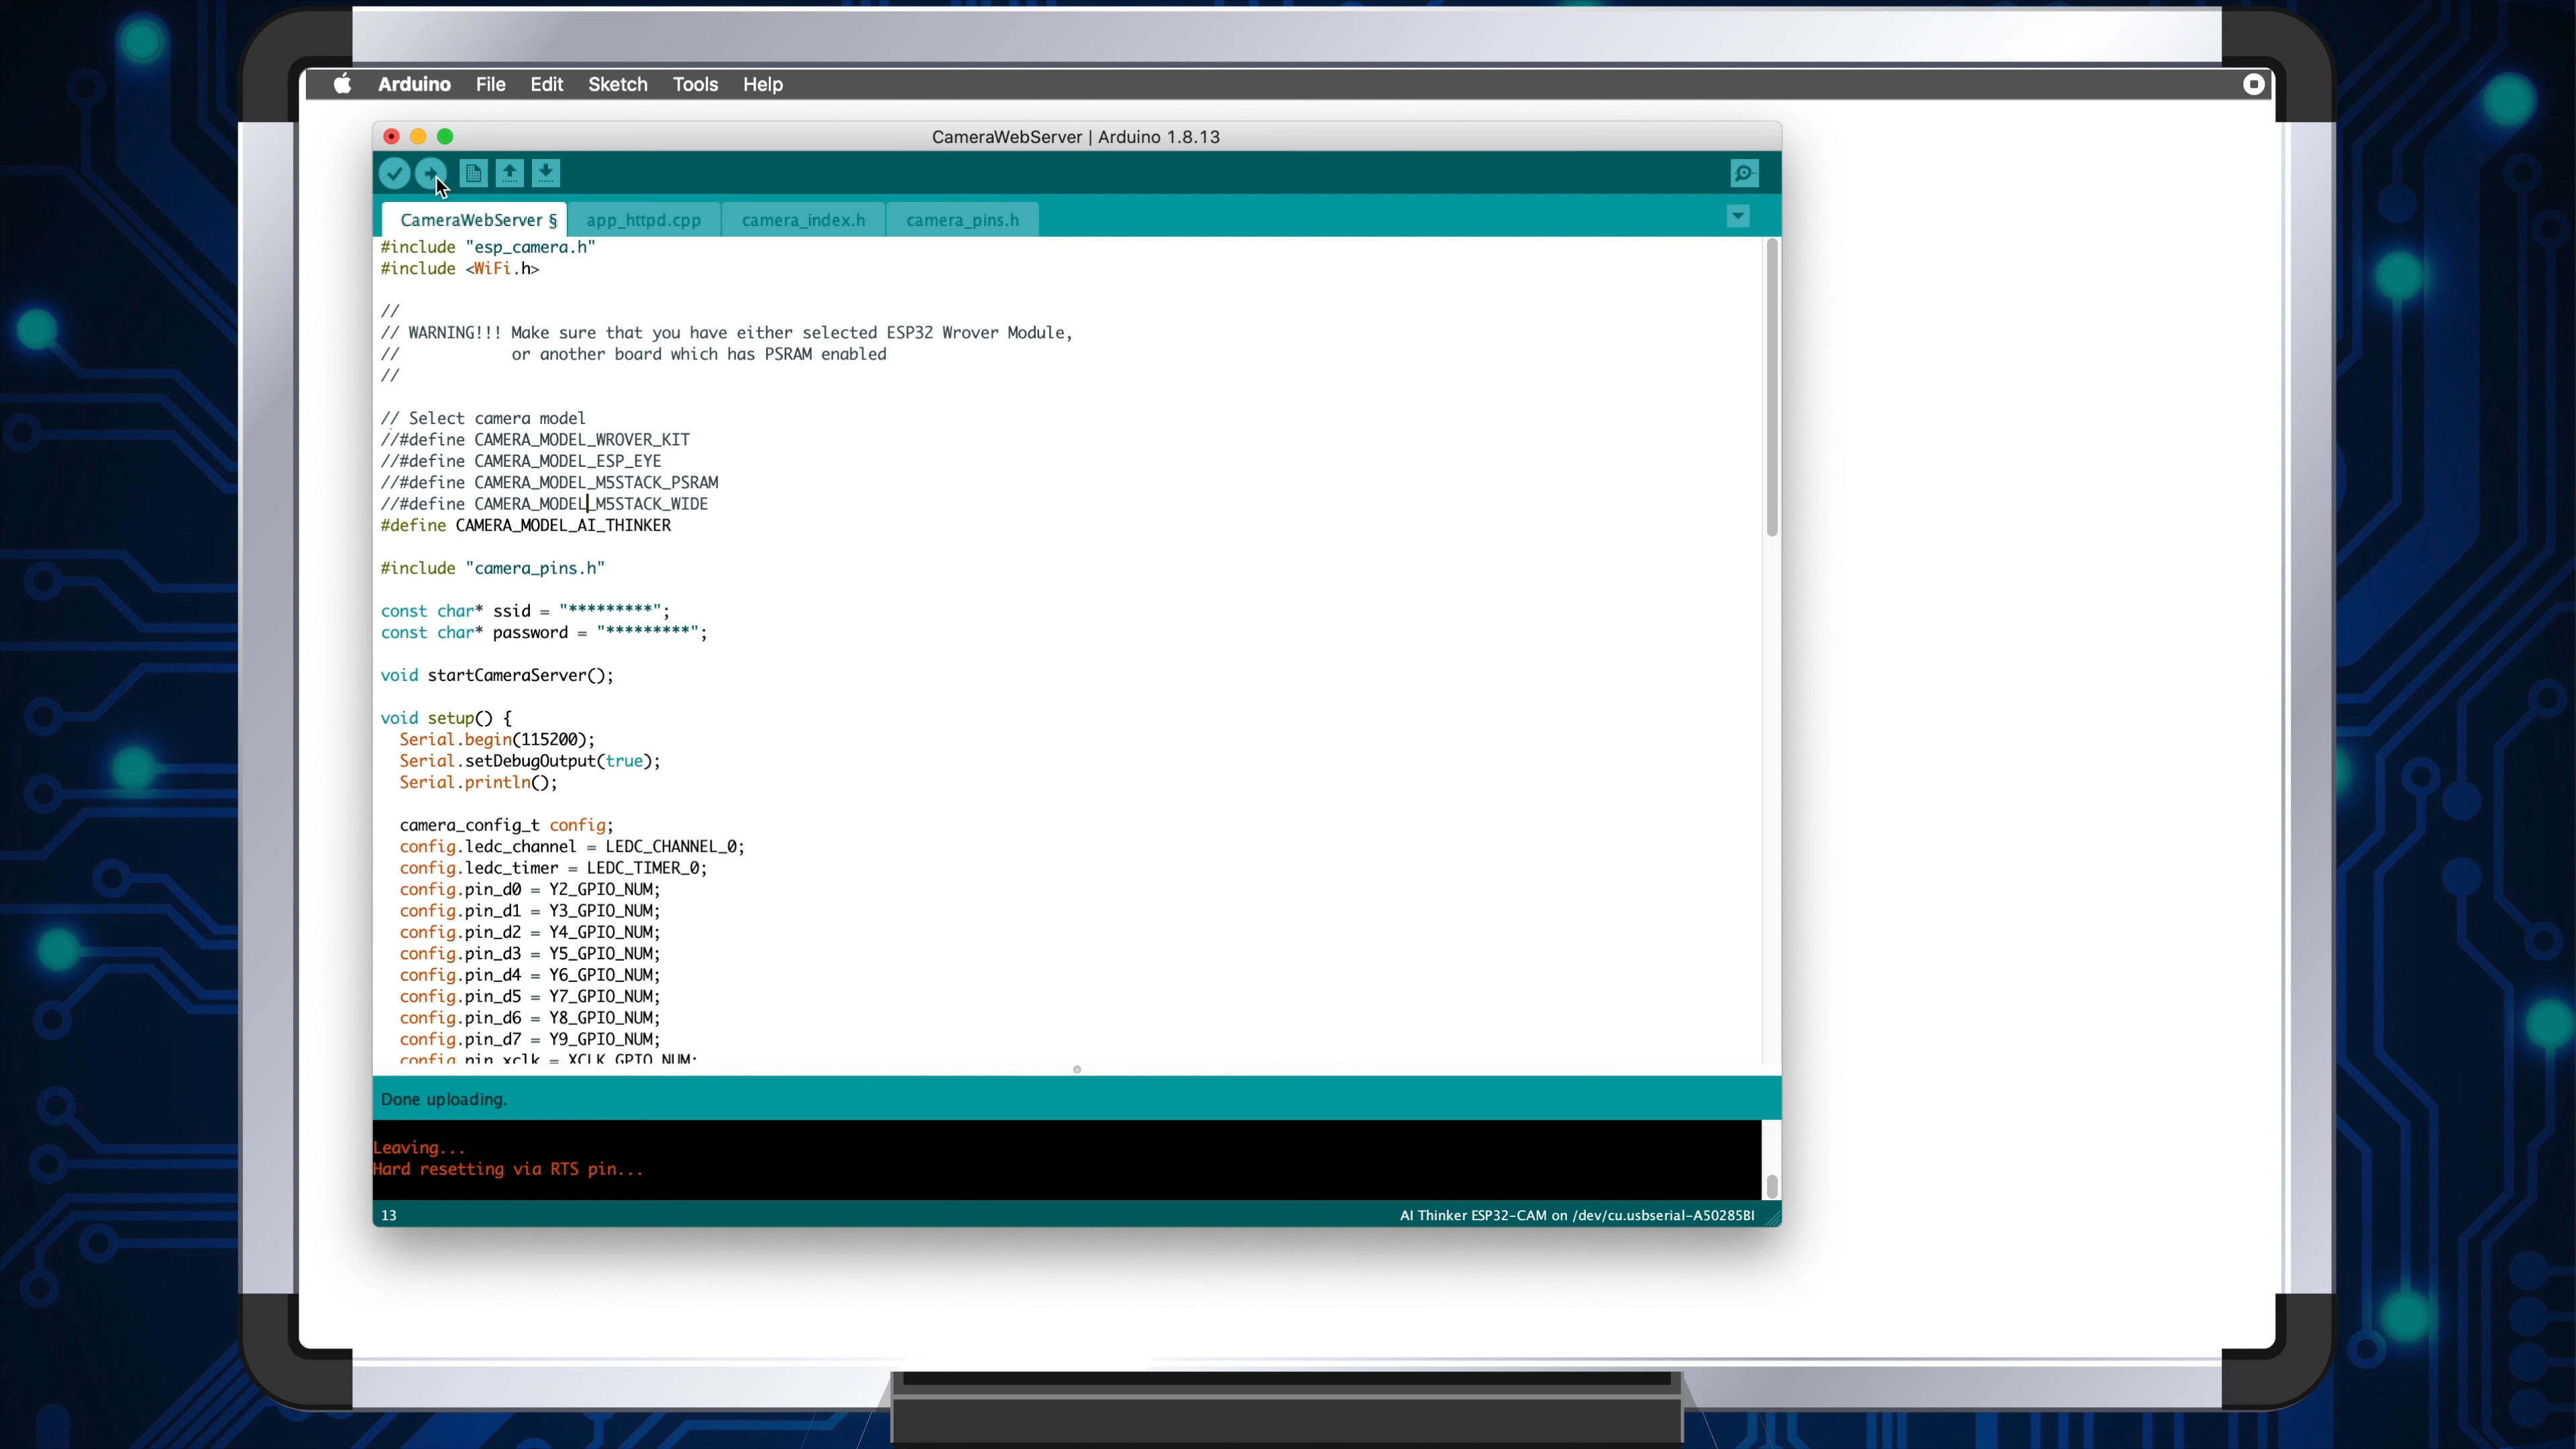 Arduino File Edit Sketch Tools Help
CameraWebServer | Arduino 1.8.13
CameraWebServer § app_httpd.cpp camera_index.h camera_pins.h
#include "esp_camera.h"
#include <WiFi.h>
//
// WARNING!!! Make sure that you have either selected ESP32 Wrover Module,
//            or another board which has PSRAM enabled
//
// Select camera model
//#define CAMERA_MODEL_WROVER_KIT
//#define CAMERA_MODEL_ESP_EYE
//#define CAMERA_MODEL_M5STACK_PSRAM
//#define CAMERA_MODEL_M5STACK_WIDE
#define CAMERA_MODEL_AI_THINKER
#include "camera_pins.h"
const char* ssid = "*********";
const char* password = "*********";
void startCameraServer();
void setup() {
  Serial.begin(115200);
  Serial.setDebugOutput(true);
  Serial.println();
  camera_config_t config;
  config.ledc_channel = LEDC_CHANNEL_0;
  config.ledc_timer = LEDC_TIMER_0;
  config.pin_d0 = Y2_GPIO_NUM;
  config.pin_d1 = Y3_GPIO_NUM;
  config.pin_d2 = Y4_GPIO_NUM;
  config.pin_d3 = Y5_GPIO_NUM;
  config.pin_d4 = Y6_GPIO_NUM;
  config.pin_d5 = Y7_GPIO_NUM;
  config.pin_d6 = Y8_GPIO_NUM;
  config.pin_d7 = Y9_GPIO_NUM;
  config.pin_xclk = XCLK_GPIO_NUM;
Done uploading.
Leaving...
Hard resetting via RTS pin...
13 AI Thinker ESP32-CAM on /dev/cu.usbserial-A50285BI